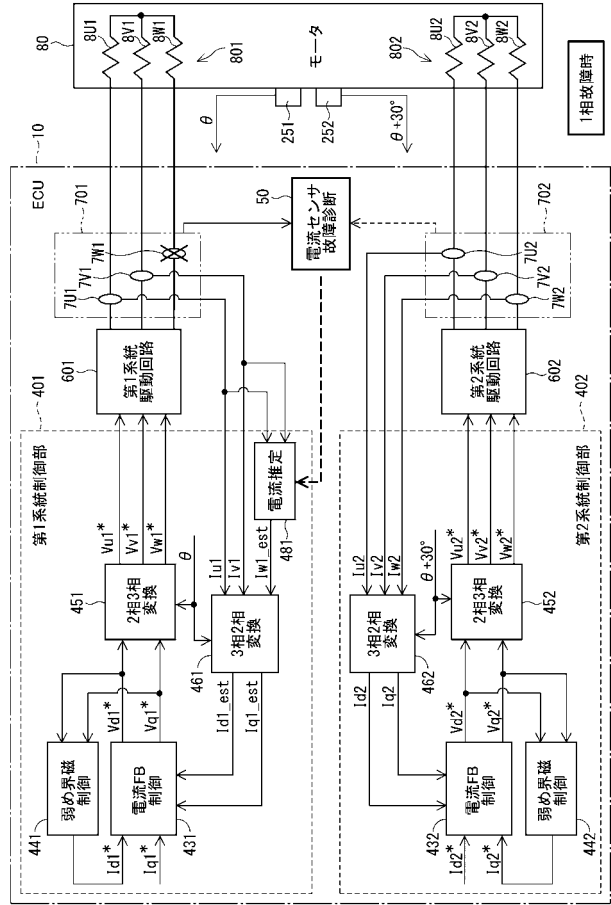 80
8U1
8V1
8W1
801
モータ
802
8U2
8V2
8W2
251
252
θ
θ+30°
1相故障時
10
ECU
701
7U1
7V1
7W1
50
電流センサ
故障診断
702
7U2
7V2
7W2
601
第1系統
駆動回路
602
第2系統
駆動回路
401
第1系統制御部
Vu1*
Vv1*
Vw1*
451
2相3相
変換
θ
Vd1*
Vq1*
441
弱め界磁
制御
電流FB
制御
431
Id1*
Iq1*
Iu1
Iv1
Iw1_est
電流推定
481
3相2相
変換
461
Id1_est
Iq1_est
402
第2系統制御部
Iu2
Iv2
Iw2
3相2相
変換
462
θ+30°
Id2
Iq2
Vu2*
Vv2*
Vw2*
2相3相
変換
452
Vd2*
Vq2*
電流FB
制御
432
Id2*
Iq2*
弱め界磁
制御
442